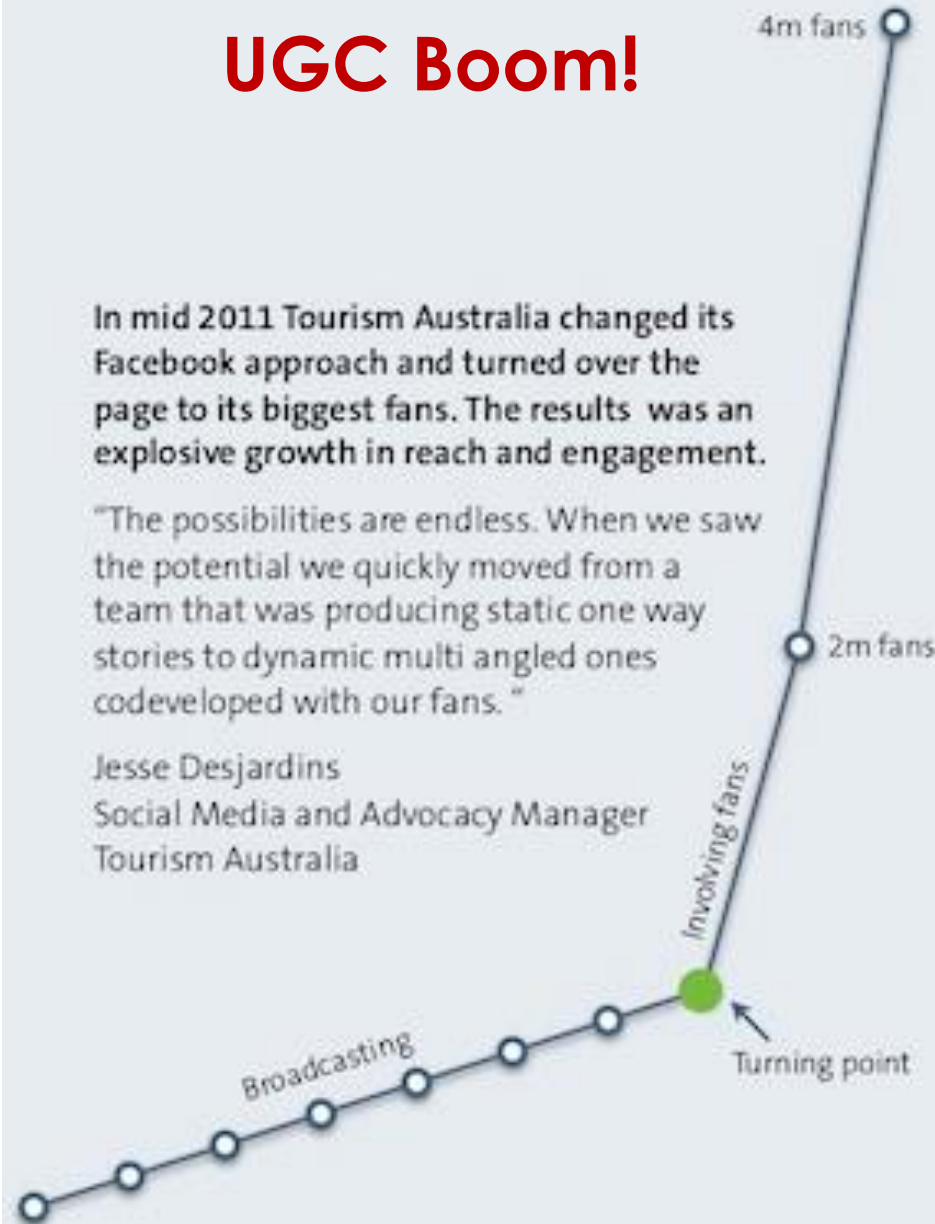 UGC Boom!
4m fans
In mid 2011 Tourism Australia changed its
Facebook approach and turned over the
page to its biggest fans. The results was an
explosive growth in reach and engagement.
“The possibilities are endless. When we saw
the potential we quickly moved from a
team that was producing static one way
stories to dynamic multi angled ones
codeveloped with our fans. ”
2m fans
Jesse Desjardins
Social Media and Advocacy Manager
Tourism Australia
Involving fans
Broadcasting
Turning point